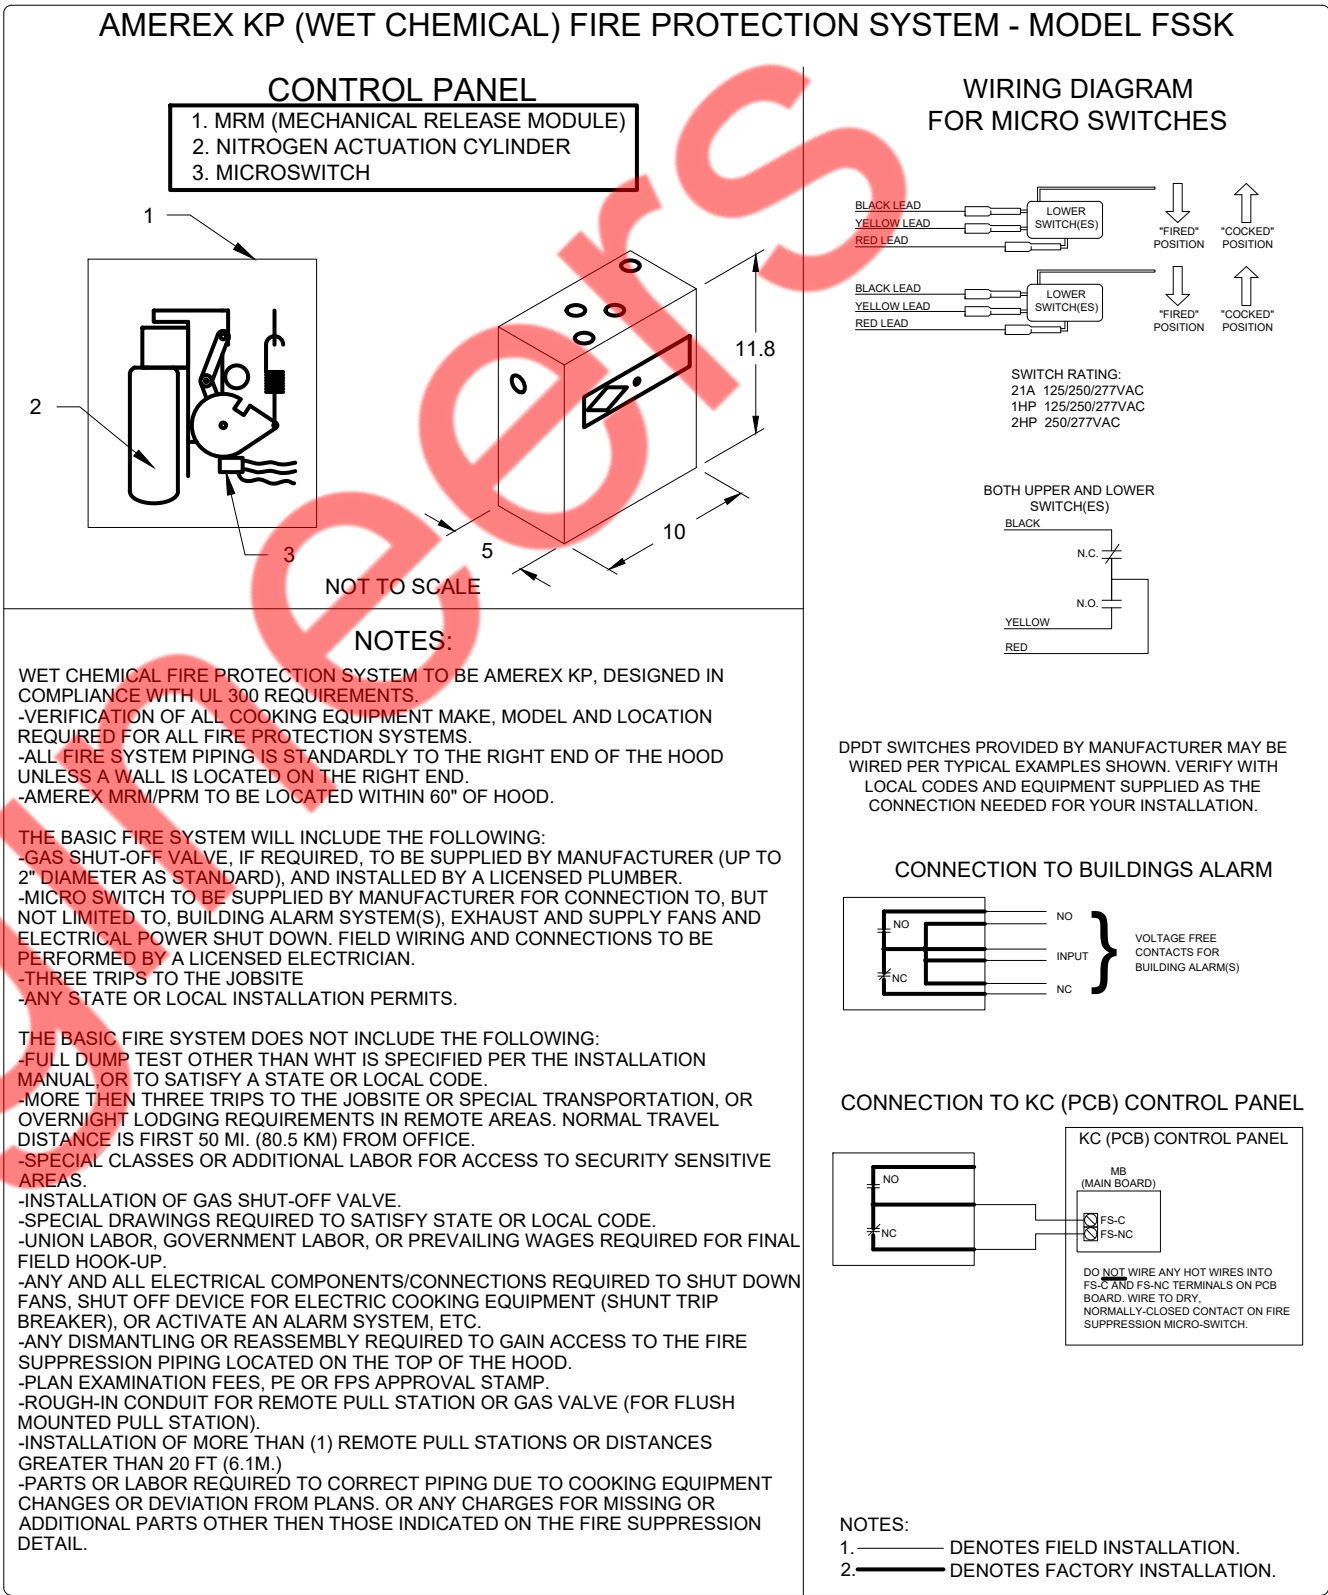 AMEREX KP (WET CHEMICAL) FIRE PROTECTION SYSTEM - MODEL FSSK
CONTROL PANEL
1. MRM (MECHANICAL RELEASE MODULE)
2. NITROGEN ACTUATION CYLINDER
3. MICROSWITCH
1
2
3
11.8
10
5
NOT TO SCALE
NOTES:
WET CHEMICAL FIRE PROTECTION SYSTEM TO BE AMEREX KP, DESIGNED IN
COMPLIANCE WITH UL 300 REQUIREMENTS.
-VERIFICATION OF ALL COOKING EQUIPMENT MAKE, MODEL AND LOCATION
REQUIRED FOR ALL FIRE PROTECTION SYSTEMS.
-ALL FIRE SYSTEM PIPING IS STANDARDLY TO THE RIGHT END OF THE HOOD
UNLESS A WALL IS LOCATED ON THE RIGHT END.
-AMEREX MRM/PRM TO BE LOCATED WITHIN 60" OF HOOD.
THE BASIC FIRE SYSTEM WILL INCLUDE THE FOLLOWING:
-GAS SHUT-OFF VALVE, IF REQUIRED, TO BE SUPPLIED BY MANUFACTURER (UP TO
2" DIAMETER AS STANDARD), AND INSTALLED BY A LICENSED PLUMBER.
-MICRO SWITCH TO BE SUPPLIED BY MANUFACTURER FOR CONNECTION TO, BUT
NOT LIMITED TO, BUILDING ALARM SYSTEM(S), EXHAUST AND SUPPLY FANS AND
ELECTRICAL POWER SHUT DOWN. FIELD WIRING AND CONNECTIONS TO BE
PERFORMED BY A LICENSED ELECTRICIAN.
-THREE TRIPS TO THE JOBSITE
-ANY STATE OR LOCAL INSTALLATION PERMITS.
THE BASIC FIRE SYSTEM DOES NOT INCLUDE THE FOLLOWING:
-FULL DUMP TEST OTHER THAN WHT IS SPECIFIED PER THE INSTALLATION
MANUAL,OR TO SATISFY A STATE OR LOCAL CODE.
-MORE THEN THREE TRIPS TO THE JOBSITE OR SPECIAL TRANSPORTATION, OR
OVERNIGHT LODGING REQUIREMENTS IN REMOTE AREAS. NORMAL TRAVEL
DISTANCE IS FIRST 50 MI. (80.5 KM) FROM OFFICE.
-SPECIAL CLASSES OR ADDITIONAL LABOR FOR ACCESS TO SECURITY SENSITIVE
AREAS.
-INSTALLATION OF GAS SHUT-OFF VALVE.
-SPECIAL DRAWINGS REQUIRED TO SATISFY STATE OR LOCAL CODE.
-UNION LABOR, GOVERNMENT LABOR, OR PREVAILING WAGES REQUIRED FOR FINAL
FIELD HOOK-UP.
-ANY AND ALL ELECTRICAL COMPONENTS/CONNECTIONS REQUIRED TO SHUT DOWN
FANS, SHUT OFF DEVICE FOR ELECTRIC COOKING EQUIPMENT (SHUNT TRIP
BREAKER), OR ACTIVATE AN ALARM SYSTEM, ETC.
-ANY DISMANTLING OR REASSEMBLY REQUIRED TO GAIN ACCESS TO THE FIRE
SUPPRESSION PIPING LOCATED ON THE TOP OF THE HOOD.
-PLAN EXAMINATION FEES, PE OR FPS APPROVAL STAMP.
-ROUGH-IN CONDUIT FOR REMOTE PULL STATION OR GAS VALVE (FOR FLUSH
MOUNTED PULL STATION).
-INSTALLATION OF MORE THAN (1) REMOTE PULL STATIONS OR DISTANCES
GREATER THAN 20 FT (6.1M.)
-PARTS OR LABOR REQUIRED TO CORRECT PIPING DUE TO COOKING EQUIPMENT
CHANGES OR DEVIATION FROM PLANS. OR ANY CHARGES FOR MISSING OR
ADDITIONAL PARTS OTHER THEN THOSE INDICATED ON THE FIRE SUPPRESSION
DETAIL.
WIRING DIAGRAM
FOR MICRO SWITCHES
BLACK LEAD
YELLOW LEAD
RED LEAD
LOWER
SWITCH(ES)
"FIRED"
POSITION
"COCKED"
POSITION
BLACK LEAD
YELLOW LEAD
RED LEAD
LOWER
SWITCH(ES)
"FIRED"
POSITION
"COCKED"
POSITION
SWITCH RATING:
21A 125/250/277VAC
1HP 125/250/277VAC
2HP 250/277VAC
BOTH UPPER AND LOWER
SWITCH(ES)
BLACK
N.C.
N.O.
YELLOW
RED
DPDT SWITCHES PROVIDED BY MANUFACTURER MAY BE
WIRED PER TYPICAL EXAMPLES SHOWN. VERIFY WITH
LOCAL CODES AND EQUIPMENT SUPPLIED AS THE
CONNECTION NEEDED FOR YOUR INSTALLATION.
CONNECTION TO BUILDINGS ALARM
NO
NC
NO
INPUT
NC
VOLTAGE FREE
CONTACTS FOR
BUILDING ALARM(S)
CONNECTION TO KC (PCB) CONTROL PANEL
NO
NC
KC (PCB) CONTROL PANEL
MB
(MAIN BOARD)
FS-C
FS-NC
DO NOT WIRE ANY HOT WIRES INTO
FS-C AND FS-NC TERMINALS ON PCB
BOARD. WIRE TO DRY,
NORMALLY-CLOSED CONTACT ON FIRE
SUPPRESSION MICRO-SWITCH.
NOTES:
1. DENOTES FIELD INSTALLATION.
2. DENOTES FACTORY INSTALLATION.
gineers